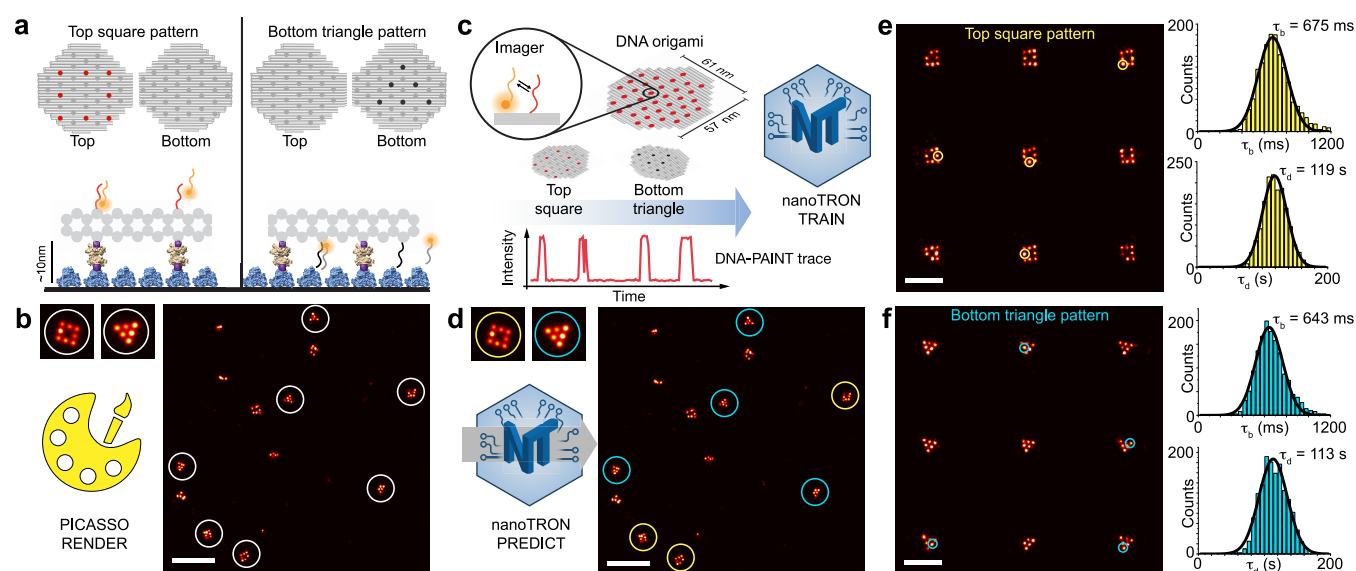 a
Top square pattern
Bottom triangle pattern
Top
Bottom
Top
Bottom
~10nm
b
PICASSO
RENDER
c
Imager
DNA origami
61 nm
57 nm
Top
square
Bottom
triangle
NT
nanoTRON
TRAIN
Intensity
DNA-PAINT trace
Time
d
NT
nanoTRON
PREDICT
e
Top square pattern
200
τb = 675 ms
Counts
0
0
τb (ms)
1200
250
τd = 119 s
Counts
0
0
τd (s)
200
f
Bottom triangle pattern
200
τb = 643 ms
Counts
0
0
τb (ms)
1200
200
τd = 113 s
Counts
0
0
τd (s)
200